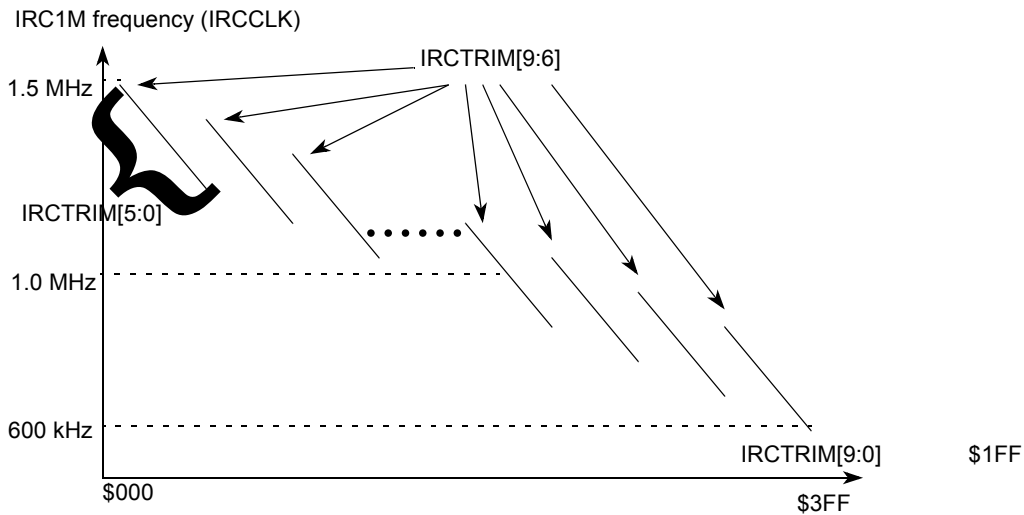 IRC1M frequency (IRCCLK)
IRCTRIM[9:6]
1.5 MHz
IRCTRIM[5:0]
1.0 MHz
600 kHz
IRCTRIM[9:0]
$1FF
$000
$3FF